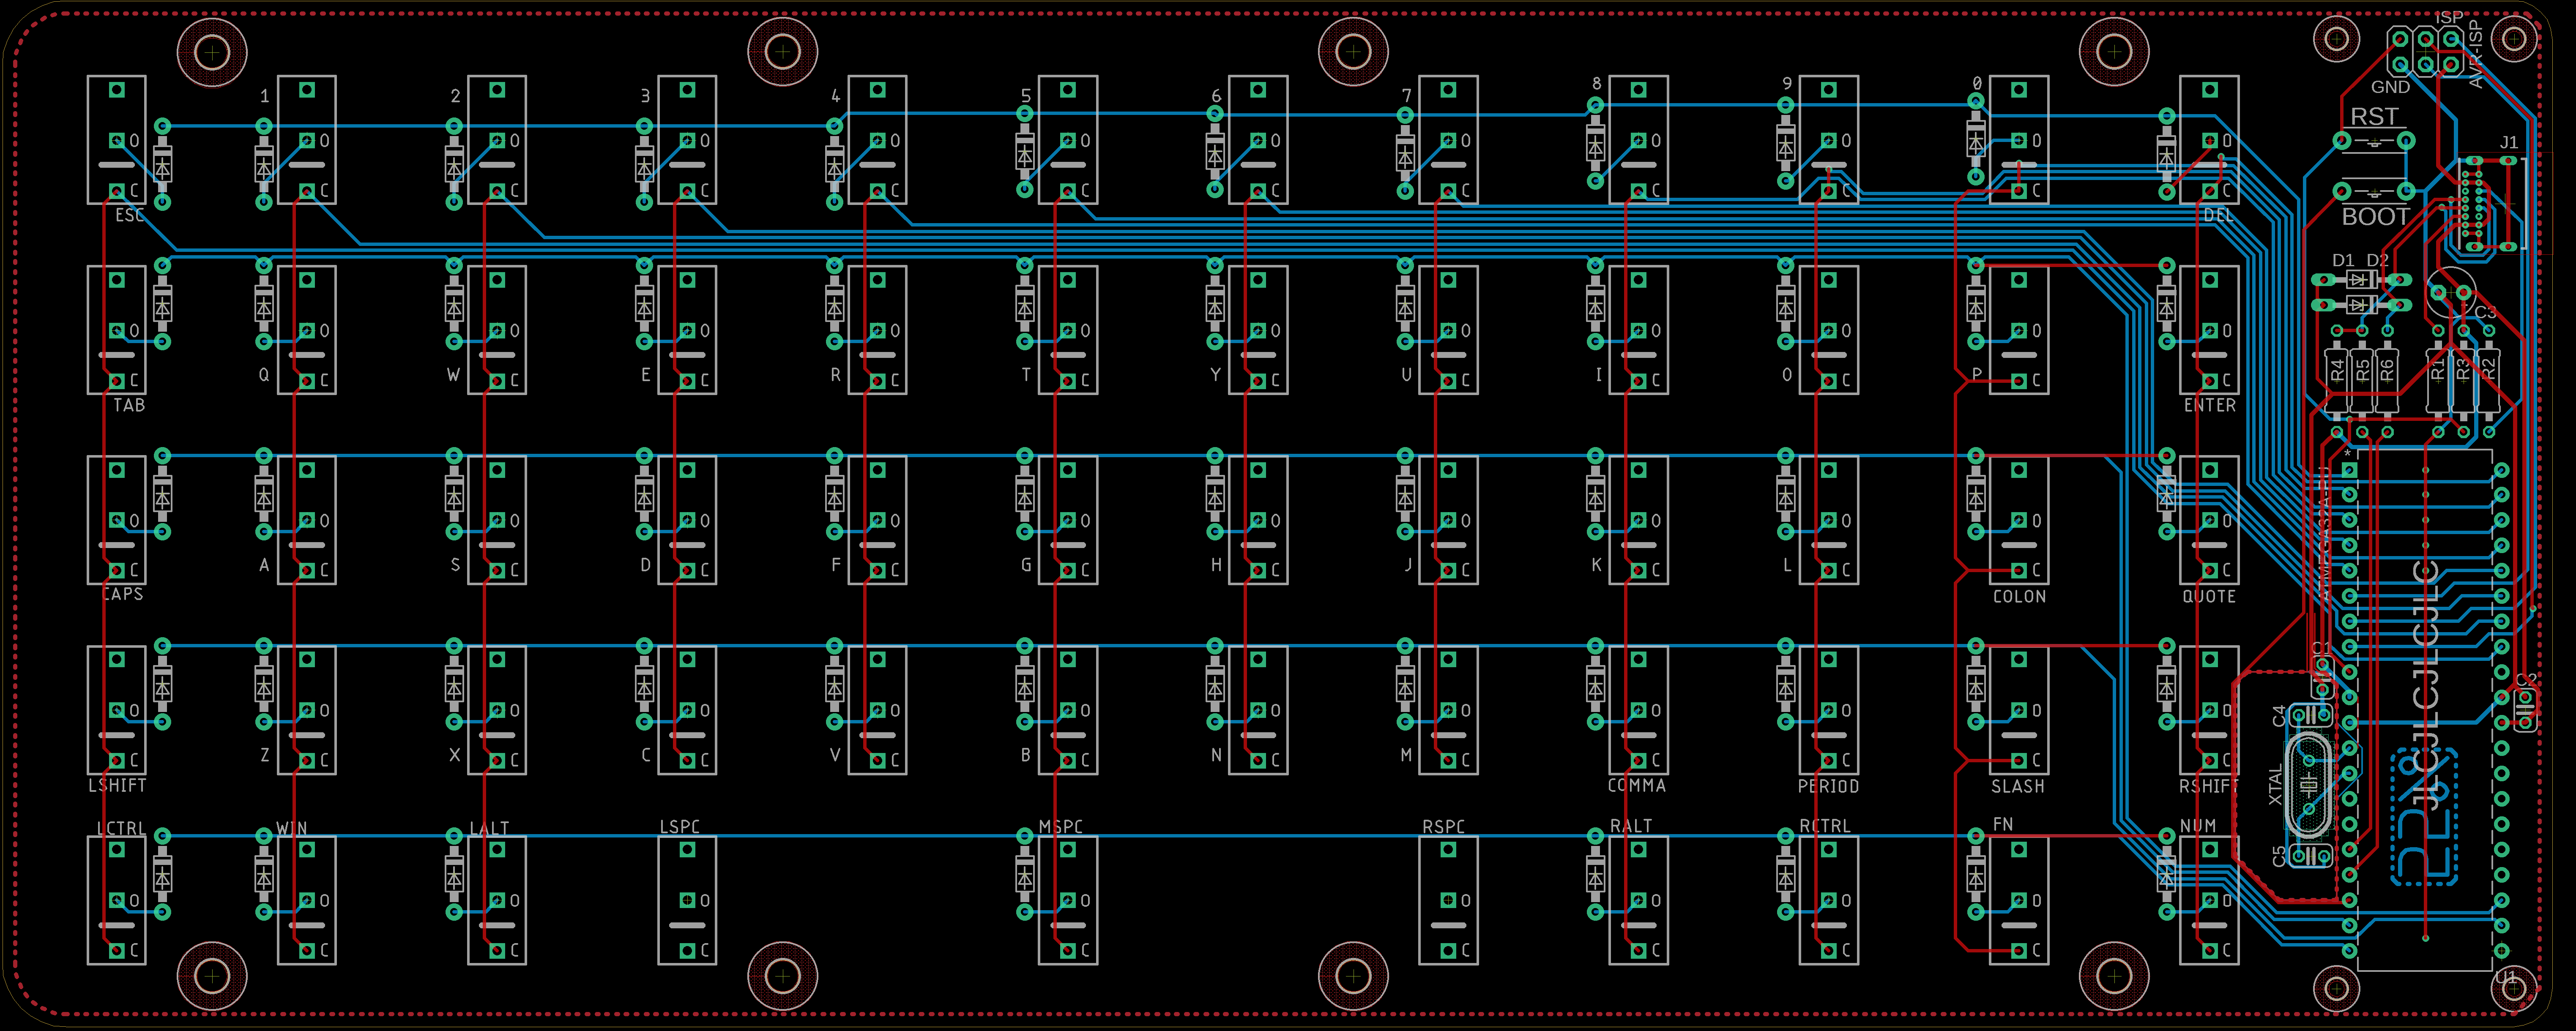 ISP
AVR-ISP
GND
1 2 3 4 5 6 7 8 9 0
RST
O O O O O O O O O O O O
J1
C C C C C C C C C C C C
ESC DEL
BOOT
D1 D2
C3
O O O O O O O O O O O O
R4 R5 R6 R1 R3 R2
Q W E R T Y U I O P
C C C C C C C C C C C C
TAB ENTER
*
O O O O O O O O O O O O
A S D F G H J K L
C C C C C C C C C C C C
CAPS COLON QUOTE
JLCJLCJLCJLC
C1
C2
O O O O O O O O O O O O
C4
Z X C V B N M
C C C C C C C C C C C C
LSHIFT COMMA PERIOD SLASH RSHIFT
XTAL
LCTRL WIN LALT LSPC MSPC RSPC RALT RCTRL FN NUM
C5
O O O O O O O O O O
C C C C C C C C C C
U1